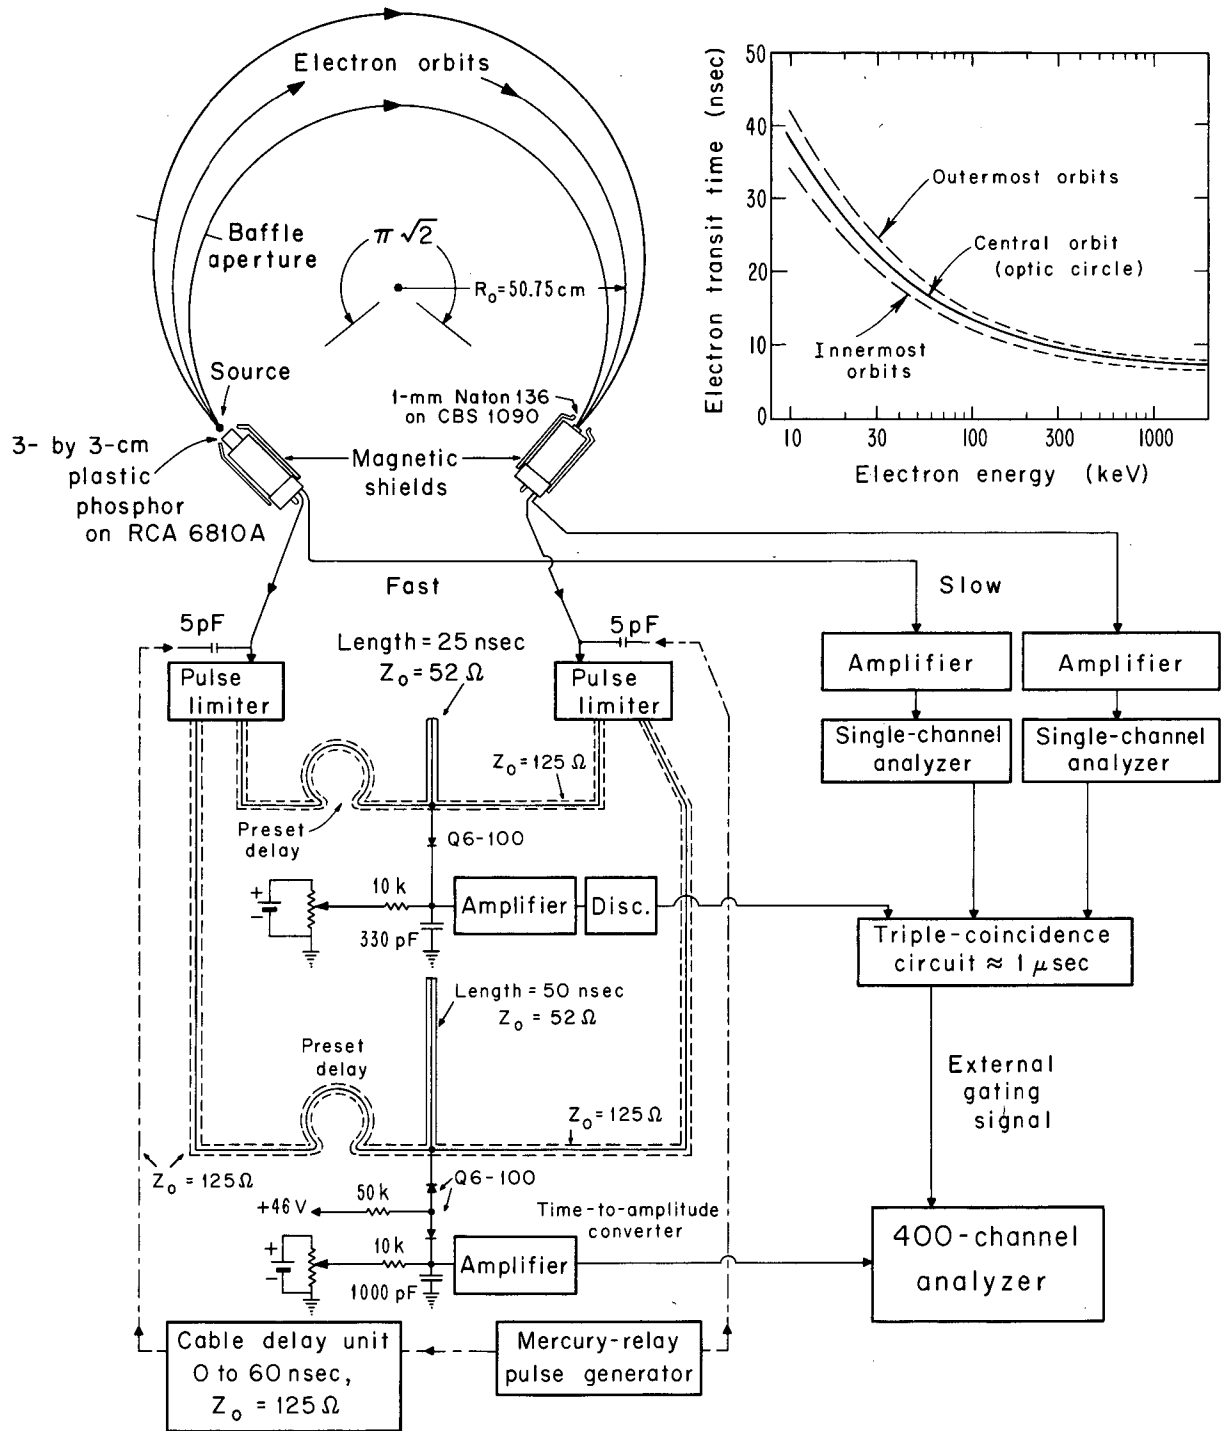 Electron orbits
Baffle
aperture
π √2
R₀ = 50.75 cm
Source
1-mm Naton 136
on CBS 1090
3- by 3-cm
plastic
phosphor
on RCA 6810A
Magnetic
shields
Electron transit time (nsec)
50
40
30
20
10
0
Outermost orbits
Central orbit
(optic circle)
Innermost
orbits
10
30
100
300
1000
Electron energy (keV)
Fast
Slow
5pF
Length = 25 nsec
Z₀ = 52 Ω
5pF
Pulse
limiter
Pulse
limiter
Amplifier
Amplifier
Single-channel
analyzer
Single-channel
analyzer
Z₀ = 125 Ω
Preset
delay
Q6-100
+
-
10 k
330 pF
Amplifier
Disc.
Triple-coincidence
circuit ≈ 1 μsec
Length = 50 nsec
Z₀ = 52 Ω
Preset
delay
External
gating
signal
Z₀ = 125 Ω
Z₀ = 125 Ω
Q6-100
+46 V
50 k
Time-to-amplitude
converter
+
-
10 k
1000 pF
Amplifier
400-channel
analyzer
Cable delay unit
0 to 60 nsec,
Z₀ = 125 Ω
Mercury-relay
pulse generator